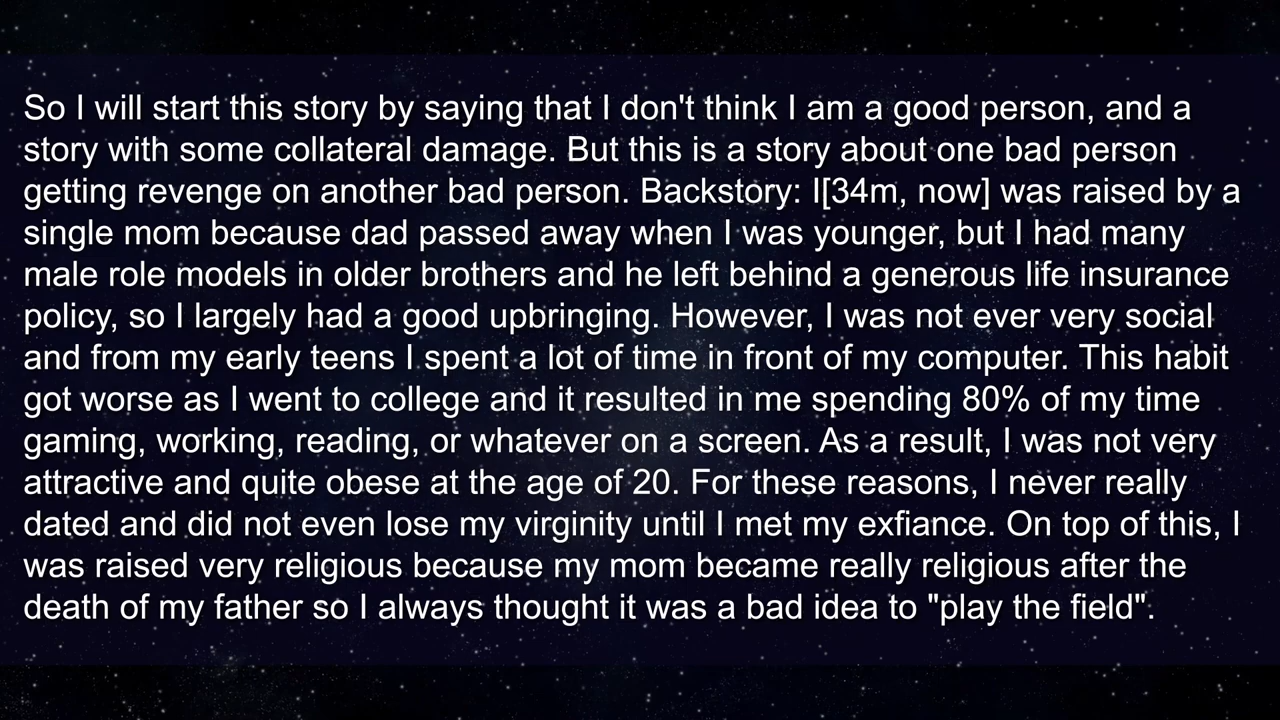 So I will start this story by saying that I don't think I am a good person, and a
story with some collateral damage. But this is a story about one bad person
getting revenge on another bad person. Backstory: I[34m, now] was raised by a
single mom because dad passed away when I was younger, but I had many
male role models in older brothers and he left behind a generous life insurance
policy, so I largely had a good upbringing. However, I was not ever very social
and from my early teens I spent a lot of time in front of my computer. This habit
got worse as I went to college and it resulted in me spending 80% of my time
gaming, working, reading, or whatever on a screen. As a result, I was not very
attractive and quite obese at the age of 20. For these reasons, I never really
dated and did not even lose my virginity until I met my exfiance. On top of this, I
was raised very religious because my mom became really religious after the
death of my father so I always thought it was a bad idea to "play the field".